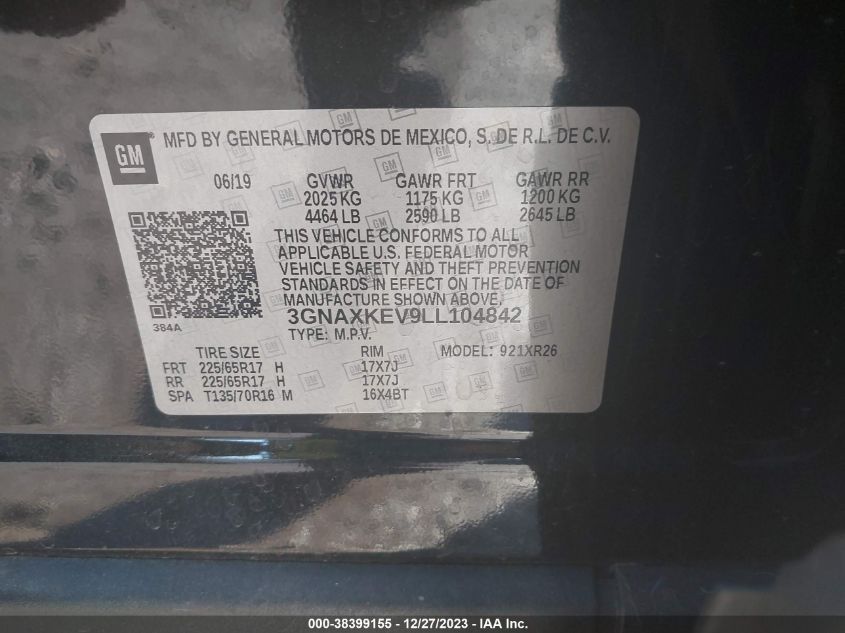 GM MFD BY GENERAL MOTORS DE MEXICO, S. DE R.L. DE C.V.
06/19 GVWR GAWR FRT GAWR RR
2025 KG 1175 KG 1200 KG
4464 LB 2590 LB 2645 LB
THIS VEHICLE CONFORMS TO ALL
APPLICABLE U.S. FEDERAL MOTOR
VEHICLE SAFETY AND THEFT PREVENTION
STANDARDS IN EFFECT ON THE DATE OF
MANUFACTURE SHOWN ABOVE.
384A
3GNAXKEV9LL104842
TYPE: M.P.V.
TIRE SIZE RIM MODEL: 921XR26
FRT 225/65R17 H 17X7J
RR 225/65R17 H 17X7J
SPA T135/70R16 M 16X4BT
000-38399155 - 12/27/2023 - IAA Inc.